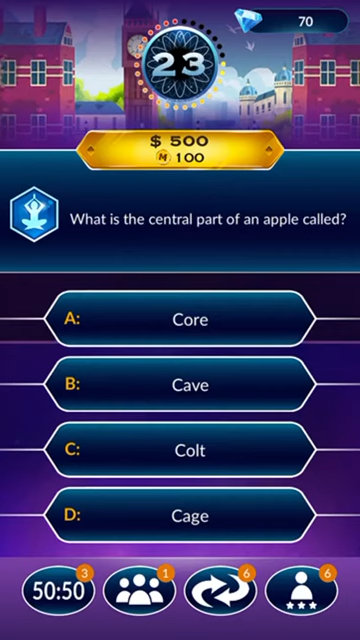 70
23
$ 500
M 100
What is the central part of an apple called?
A: Core
B: Cave
C: Colt
D: Cage
3 1 6 6
50:50